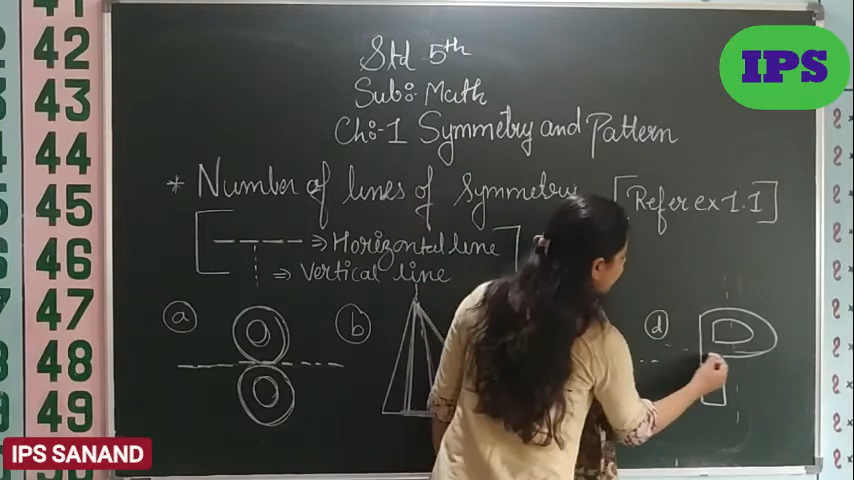 IPS
Std 5th
Sub:- Math
Ch:-1 Symmetry and Pattern
* Number of lines of symmetry [Refer ex 1.1]
⇒ Horizontal line
⇒ Vertical line
a b d
41
42
43
44
45
46
47
48
49
50
IPS SANAND